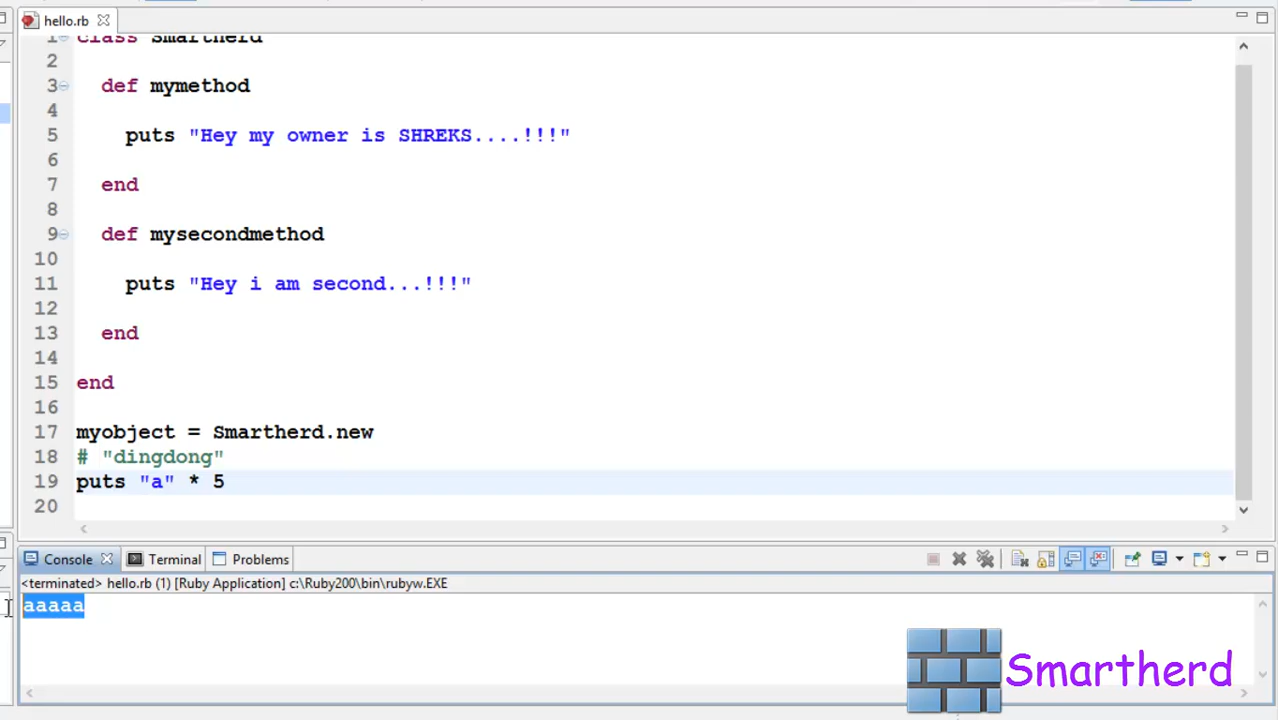 hello.rb
1 class Smartherd
2
3 def mymethod
4
5 puts "Hey my owner is SHREKS....!!!"
6
7 end
8
9 def mysecondmethod
10
11 puts "Hey i am second...!!!"
12
13 end
14
15 end
16
17 myobject = Smartherd.new
18 # "dingdong"
19 puts "a" * 5
20
Console Terminal Problems
<terminated> hello.rb (1) [Ruby Application] c:\Ruby200\bin\rubyw.EXE
aaaaa
Smartherd